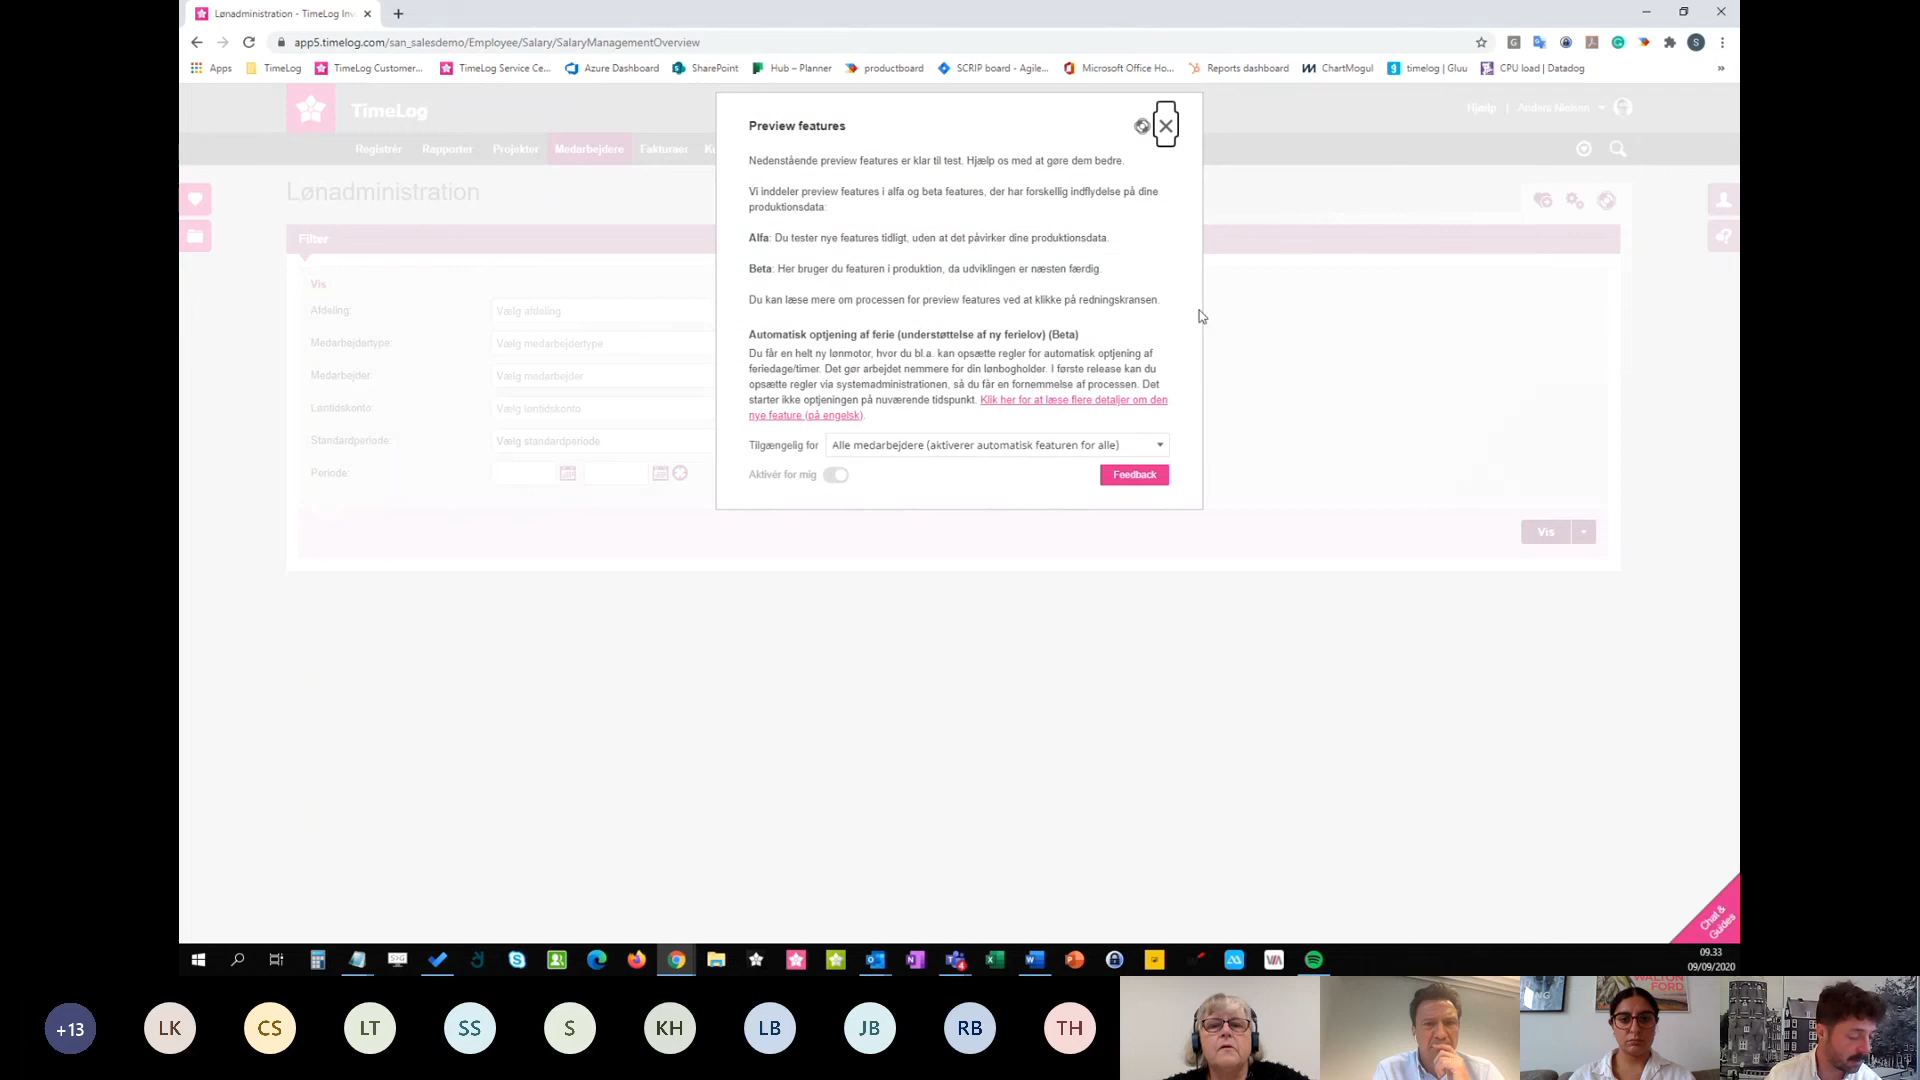 Lønadministration - TimeLog Inv
app5.timelog.com/san_salesdemo/Employee/Salary/SalaryManagementOverview
Apps TimeLog TimeLog Customer... TimeLog Service Ce... Azure Dashboard SharePoint Hub – Planner productboard SCRIP board - Agile... Microsoft Office Ho... Reports dashboard ChartMogul timelog | Gluu CPU load | Datadog »
TimeLog
Hjælp | Anders Nielsen
Registrér Rapporter Projekter Medarbejdere Fakturaer Ku
Lønadministration
Filter
Vis
Afdeling: Vælg afdeling
Medarbejdertype: Vælg medarbejdertype
Medarbejder: Vælg medarbejder
Løntidskonto: Vælg løntidskonto
Standardperiode: Vælg standardperiode
Periode:
Vis
Preview features
Nedenstående preview features er klar til test. Hjælp os med at gøre dem bedre.
Vi inddeler preview features i alfa og beta features, der har forskellig indflydelse på dine
produktionsdata:
Alfa: Du tester nye features tidligt, uden at det påvirker dine produktionsdata.
Beta: Her bruger du featuren i produktion, da udviklingen er næsten færdig.
Du kan læse mere om processen for preview features ved at klikke på redningskransen.
Automatisk optjening af ferie (understøttelse af ny ferielov) (Beta)
Du får en helt ny lønmotor, hvor du bl.a. kan opsætte regler for automatisk optjening af
feriedage/timer. Det gør arbejdet nemmere for din lønbogholder. I første release kan du
opsætte regler via systemadministrationen, så du får en fornemmelse af processen. Det
starter ikke optjeningen på nuværende tidspunkt. Klik her for at læse flere detaljer om den
nye feature (på engelsk).
Tilgængelig for Alle medarbejdere (aktiverer automatisk featuren for alle)
Aktivér for mig
Feedback
Chat &
Guides
09.33
09/09/2020
+13 LK CS LT SS S KH LB JB RB TH
WALTON
FORD
NG